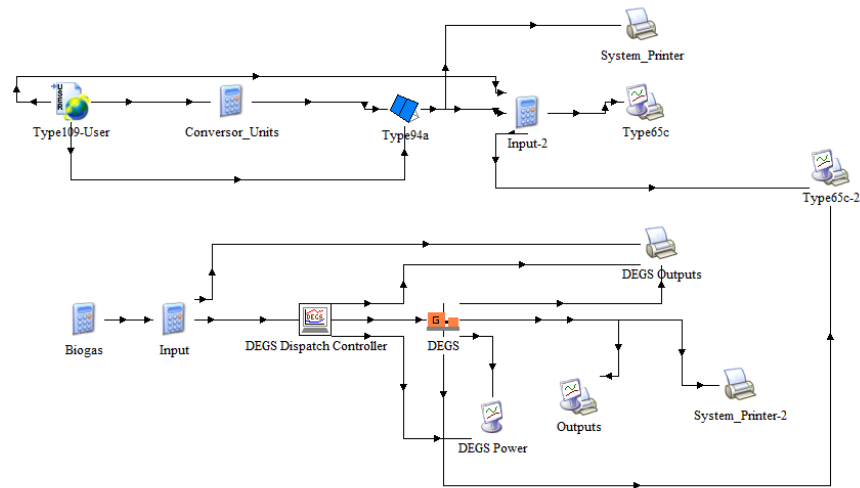 System_Printer
Type109-User
Conversor_Units
Type94a
Input-2
Type65c
Type65c-2
DEGS Outputs
Biogas
Input
DEGS Dispatch Controller
DEGS
System_Printer-2
Outputs
DEGS Power